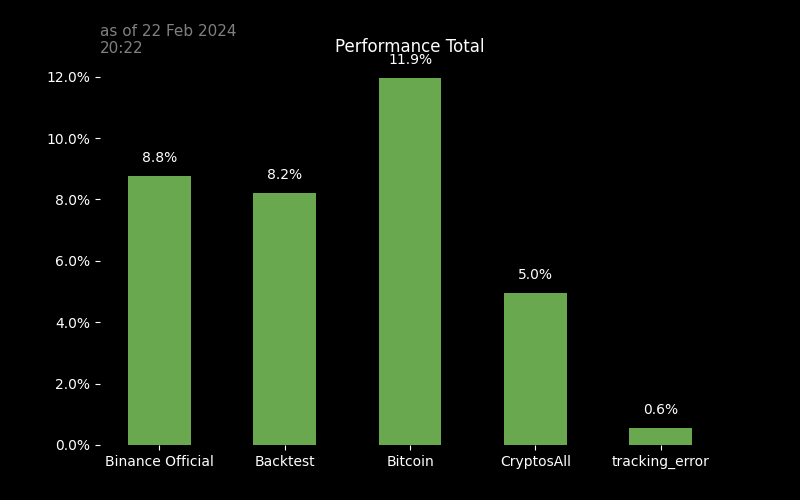 as of 22 Feb 2024
20:22
Performance Total
12.0%
10.0%
8.0%
6.0%
4.0%
2.0%
0.0%
8.8%
8.2%
11.9%
5.0%
0.6%
Binance Official
Backtest
Bitcoin
CryptosAll
tracking_error